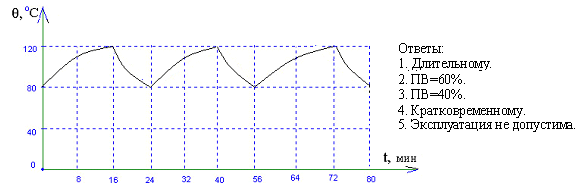 θ, °C
120
80
40
0
8 16 24 32 40 56 64 72 80
t, мин
Ответы:
1. Длительному.
2. ПВ=60%.
3. ПВ=40%.
4. Кратковременному.
5. Эксплуатация не допустима.